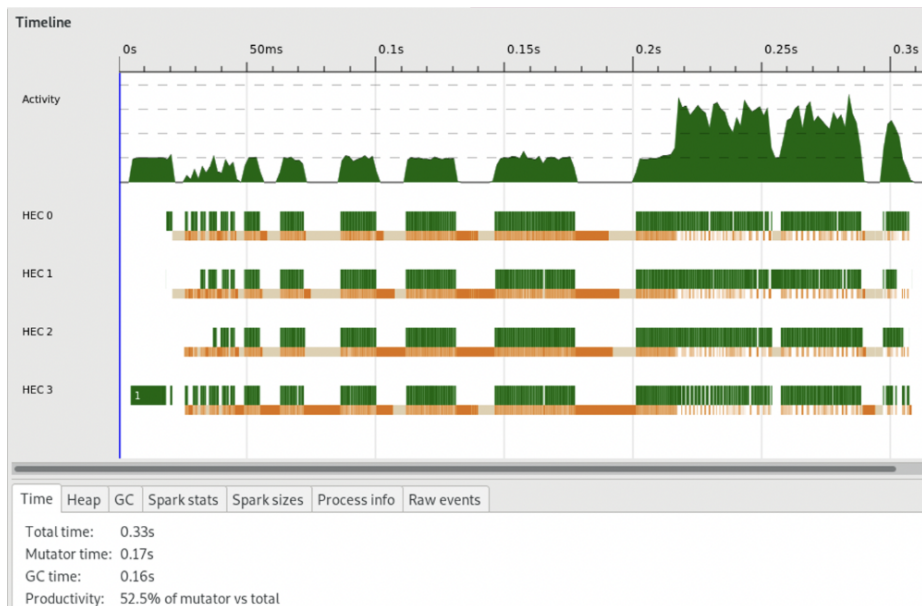 Timeline
0s 50ms 0.1s 0.15s 0.2s 0.25s 0.3s
Activity
HEC 0
HEC 1
HEC 2
HEC 3
1
Time Heap GC Spark stats Spark sizes Process info Raw events
Total time: 0.33s
Mutator time: 0.17s
GC time: 0.16s
Productivity: 52.5% of mutator vs total